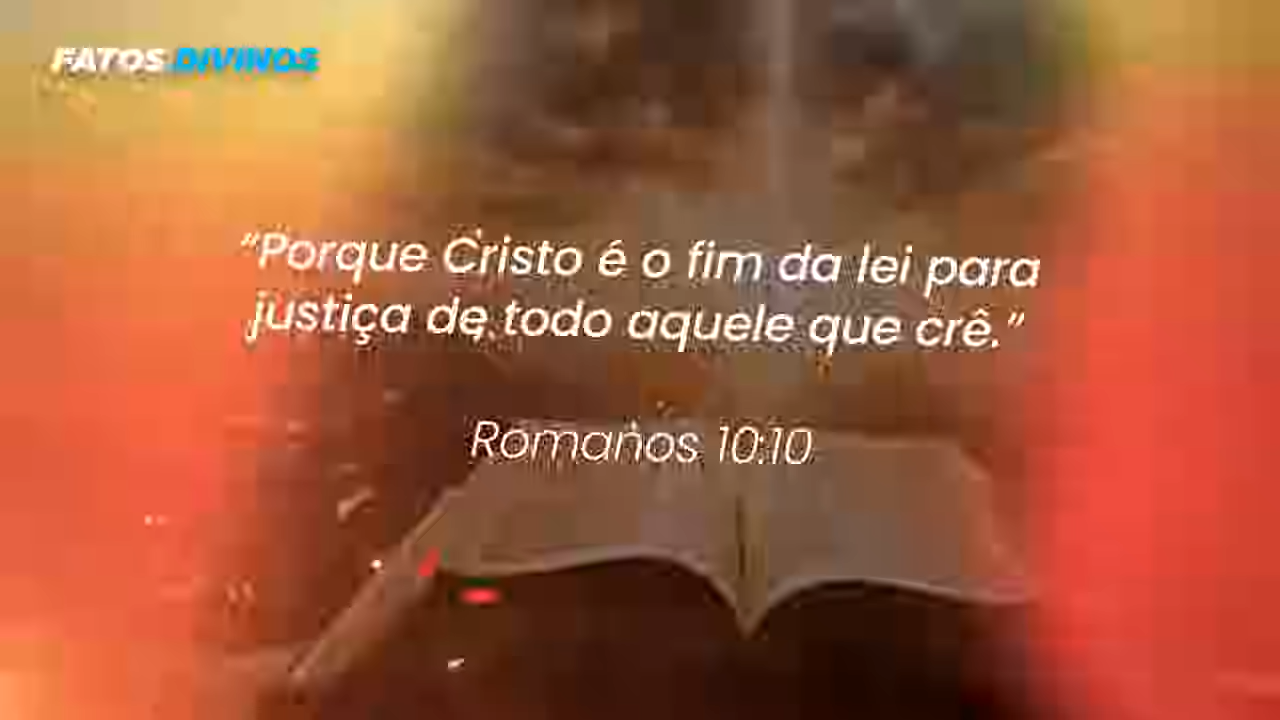 FATOS DIVINOS
“Porque Cristo é o fim da lei para
justiça de todo aquele que crê.”
Romanos 10:10